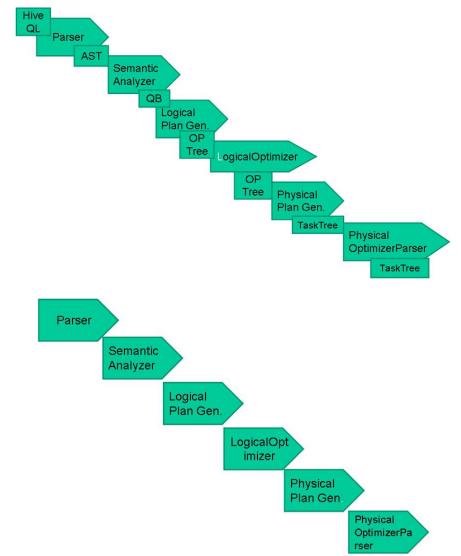 Hive
QL
Parser
AST
Semantic
Analyzer
QB
Logical
Plan Gen.
OP
Tree
LogicalOptimizer
OP
Tree
Physical
Plan Gen.
TaskTree
Physical
OptimizerParser
TaskTree
Parser
Semantic
Analyzer
Logical
Plan Gen.
LogicalOpt
imizer
Physical
Plan Gen
Physical
OptimizerPa
rser